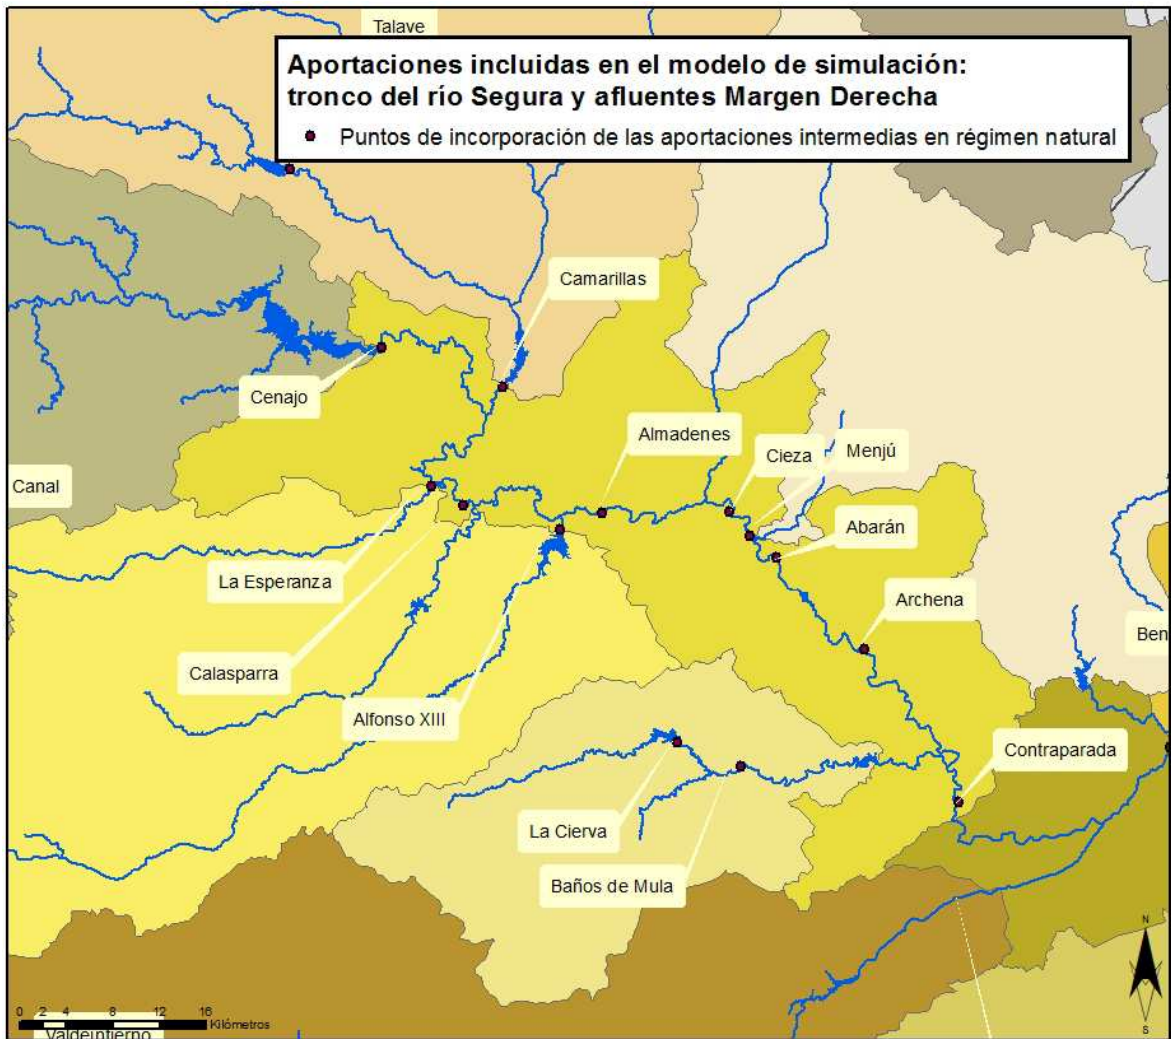 Talave
Aportaciones incluidas en el modelo de simulación:
tronco del río Segura y afluentes Margen Derecha
Puntos de incorporación de las aportaciones intermedias en régimen natural
Camarillas
Cenajo
Almadenes
Cieza
Menjú
Canal
Abarán
La Esperanza
Archena
Ben
Calasparra
Alfonso XIII
Contraparada
La Cierva
Baños de Mula
N
S
0 2 4 8 12 16
Kilómetros
Valdeinfierno